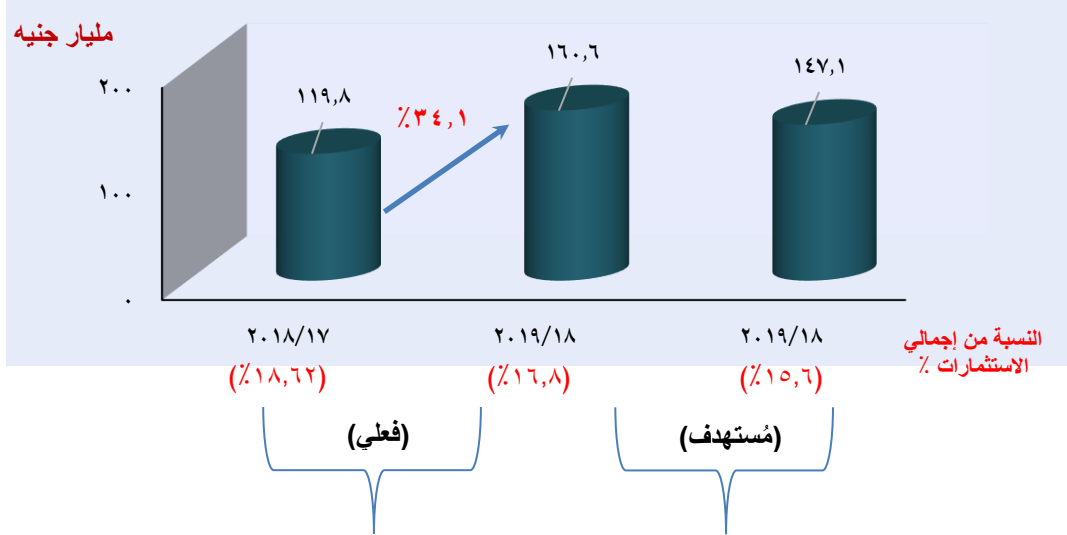 مليار جنيه
١٦٠,٦
١٤٧,١
١١٩,٨
٪٣٤,١
٢٠٠
١٠٠
٠
٢٠١٨/١٧
٢٠١٩/١٨
٢٠١٩/١٨
النسبة من إجمالي
الاستثمارات ٪
(٪١٨,٦٢)
(٪١٦,٨)
(٪١٥,٦)
(فعلي)
(مُستهدف)